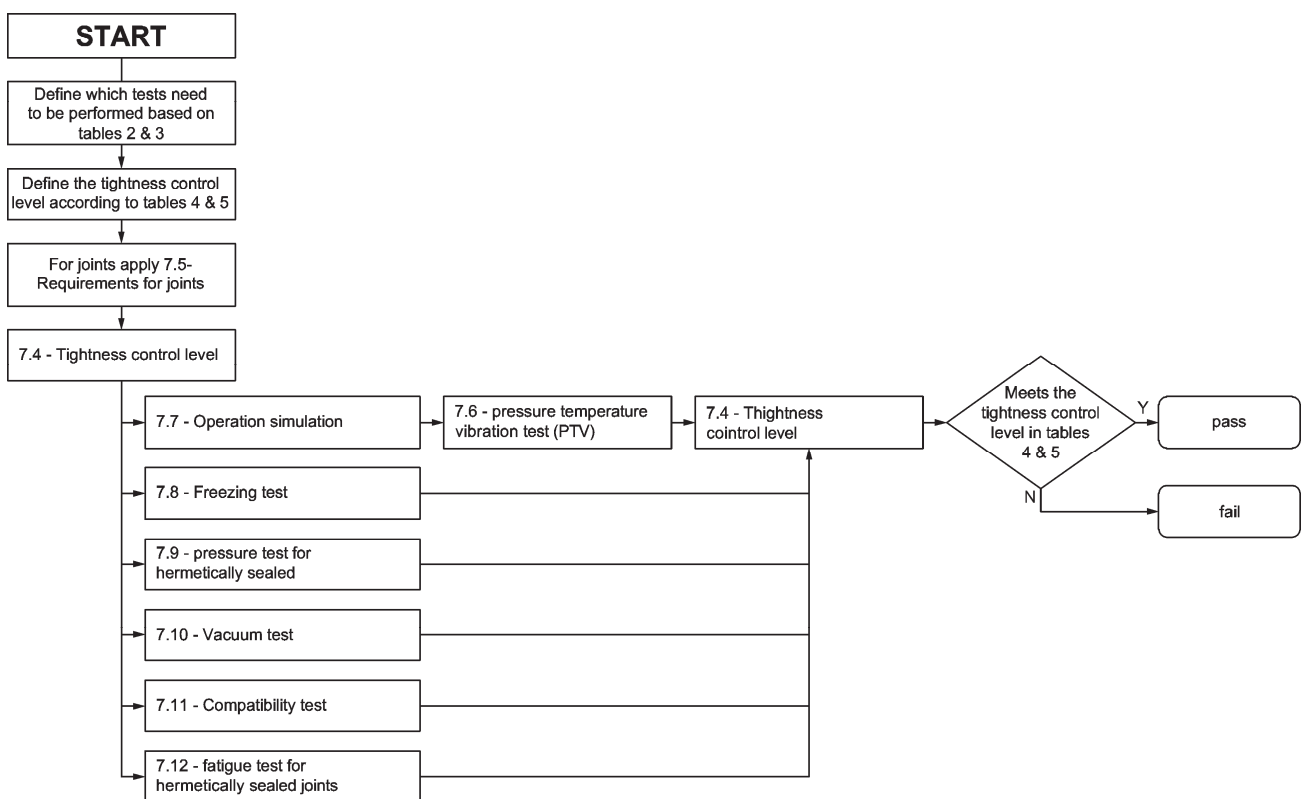 START
Define which tests need
to be performed based on
tables 2 & 3
Define the tightness control
level according to tables 4 & 5
For joints apply 7.5-
Requirements for joints
7.4 - Tightness control level
7.7 - Operation simulation
7.6 - pressure temperature
vibration test (PTV)
7.4 - Thightness
cointrol level
Meets the
tightness control
level in tables
4 & 5
Y
pass
N
fail
7.8 - Freezing test
7.9 - pressure test for
hermetically sealed
7.10 - Vacuum test
7.11 - Compatibility test
7.12 - fatigue test for
hermetically sealed joints